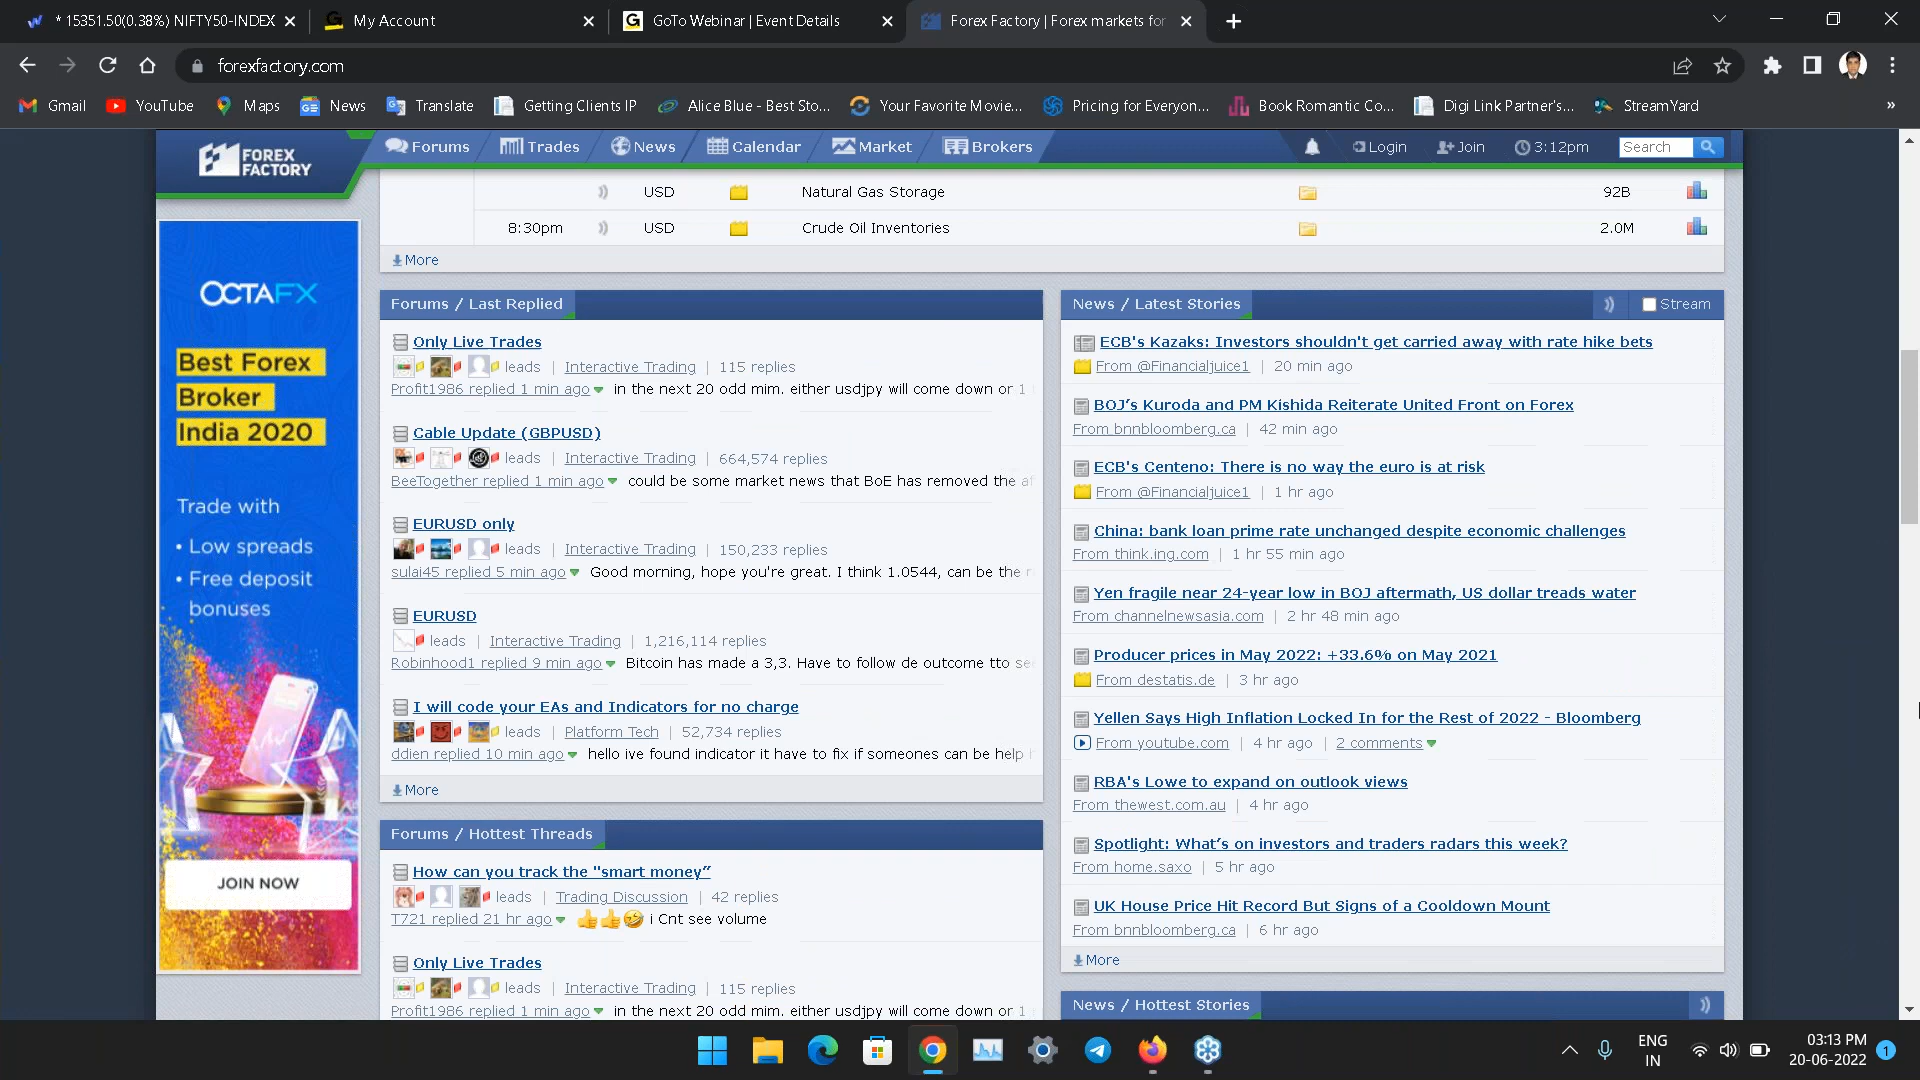 * 15351.50(0.38%) NIFTY50-INDEX
My Account
GoTo Webinar | Event Details
Forex Factory | Forex markets for
forexfactory.com
Gmail
YouTube
Maps
News
Translate
Getting Clients IP
Alice Blue - Best Sto...
Your Favorite Movie...
Pricing for Everyon...
Book Romantic Co...
Digi Link Partner's...
StreamYard
»
FOREX FACTORY
Forums
Trades
News
Calendar
Market
Brokers
Login
Join
3:12pm
Search
USD Natural Gas Storage 92B
8:30pm USD Crude Oil Inventories 2.0M
More
OCTAFX
Best Forex
Broker
India 2020
Trade with
• Low spreads
• Free deposit
bonuses
JOIN NOW
Forums / Last Replied
Only Live Trades
leads | Interactive Trading | 115 replies
Profit1986 replied 1 min ago in the next 20 odd mim. either usdjpy will come down or 1
Cable Update (GBPUSD)
leads | Interactive Trading | 664,574 replies
BeeTogether replied 1 min ago could be some market news that BoE has removed the af
EURUSD only
leads | Interactive Trading | 150,233 replies
sulai45 replied 5 min ago Good morning, hope you're great. I think 1.0544, can be the r
EURUSD
leads | Interactive Trading | 1,216,114 replies
Robinhood1 replied 9 min ago Bitcoin has made a 3,3. Have to follow de outcome tto se
I will code your EAs and Indicators for no charge
leads | Platform Tech | 52,734 replies
ddien replied 10 min ago hello ive found indicator it have to fix if someones can be help
More
Forums / Hottest Threads
How can you track the "smart money”
leads | Trading Discussion | 42 replies
T721 replied 21 hr ago 👍👍🤣 i Cnt see volume
Only Live Trades
leads | Interactive Trading | 115 replies
Profit1986 replied 1 min ago in the next 20 odd mim. either usdjpy will come down or 1
News / Latest Stories
Stream
ECB's Kazaks: Investors shouldn't get carried away with rate hike bets
From @Financialjuice1 | 20 min ago
BOJ’s Kuroda and PM Kishida Reiterate United Front on Forex
From bnnbloomberg.ca | 42 min ago
ECB's Centeno: There is no way the euro is at risk
From @Financialjuice1 | 1 hr ago
China: bank loan prime rate unchanged despite economic challenges
From think.ing.com | 1 hr 55 min ago
Yen fragile near 24-year low in BOJ aftermath, US dollar treads water
From channelnewsasia.com | 2 hr 48 min ago
Producer prices in May 2022: +33.6% on May 2021
From destatis.de | 3 hr ago
Yellen Says High Inflation Locked In for the Rest of 2022 - Bloomberg
From youtube.com | 4 hr ago | 2 comments
RBA's Lowe to expand on outlook views
From thewest.com.au | 4 hr ago
Spotlight: What’s on investors and traders radars this week?
From home.saxo | 5 hr ago
UK House Price Hit Record But Signs of a Cooldown Mount
From bnnbloomberg.ca | 6 hr ago
More
News / Hottest Stories
ENG
IN
03:13 PM
20-06-2022
1